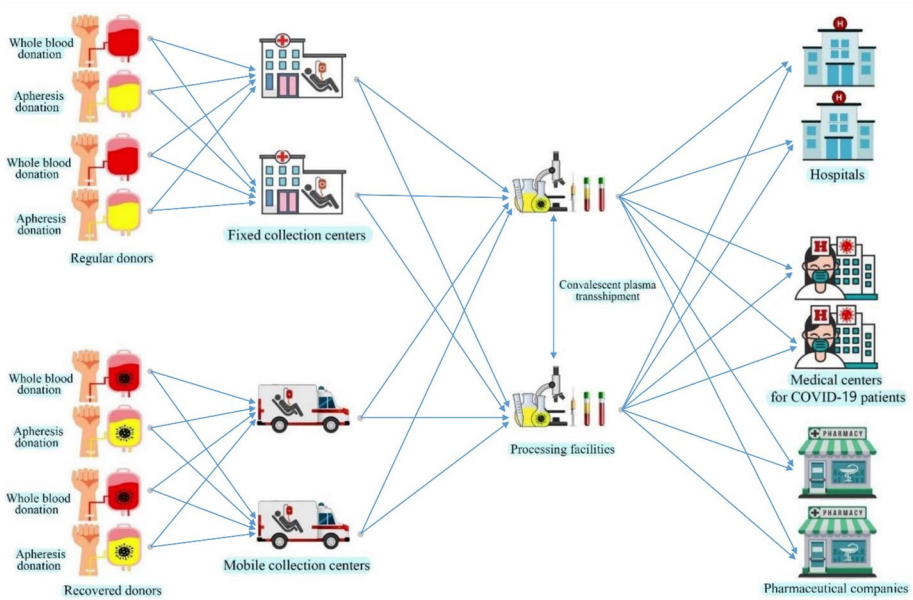 Whole blood
donation
Apheresis
donation
Whole blood
donation
Apheresis
donation
Regular donors
Fixed collection centers
Whole blood
donation
Apheresis
donation
Whole blood
donation
Apheresis
donation
Recovered donors
Mobile collection centers
Convalescent plasma
transshipment
Processing facilities
H
H
Hospitals
H
H
Medical centers
for COVID-19 patients
PHARMACY
PHARMACY
Pharmaceutical companies